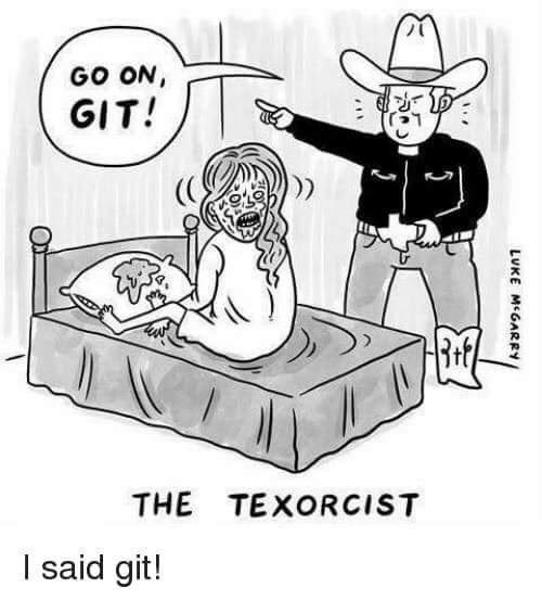 GO ON,
GIT!
LUKE McGARRY
THE TEXORCIST
I said git!